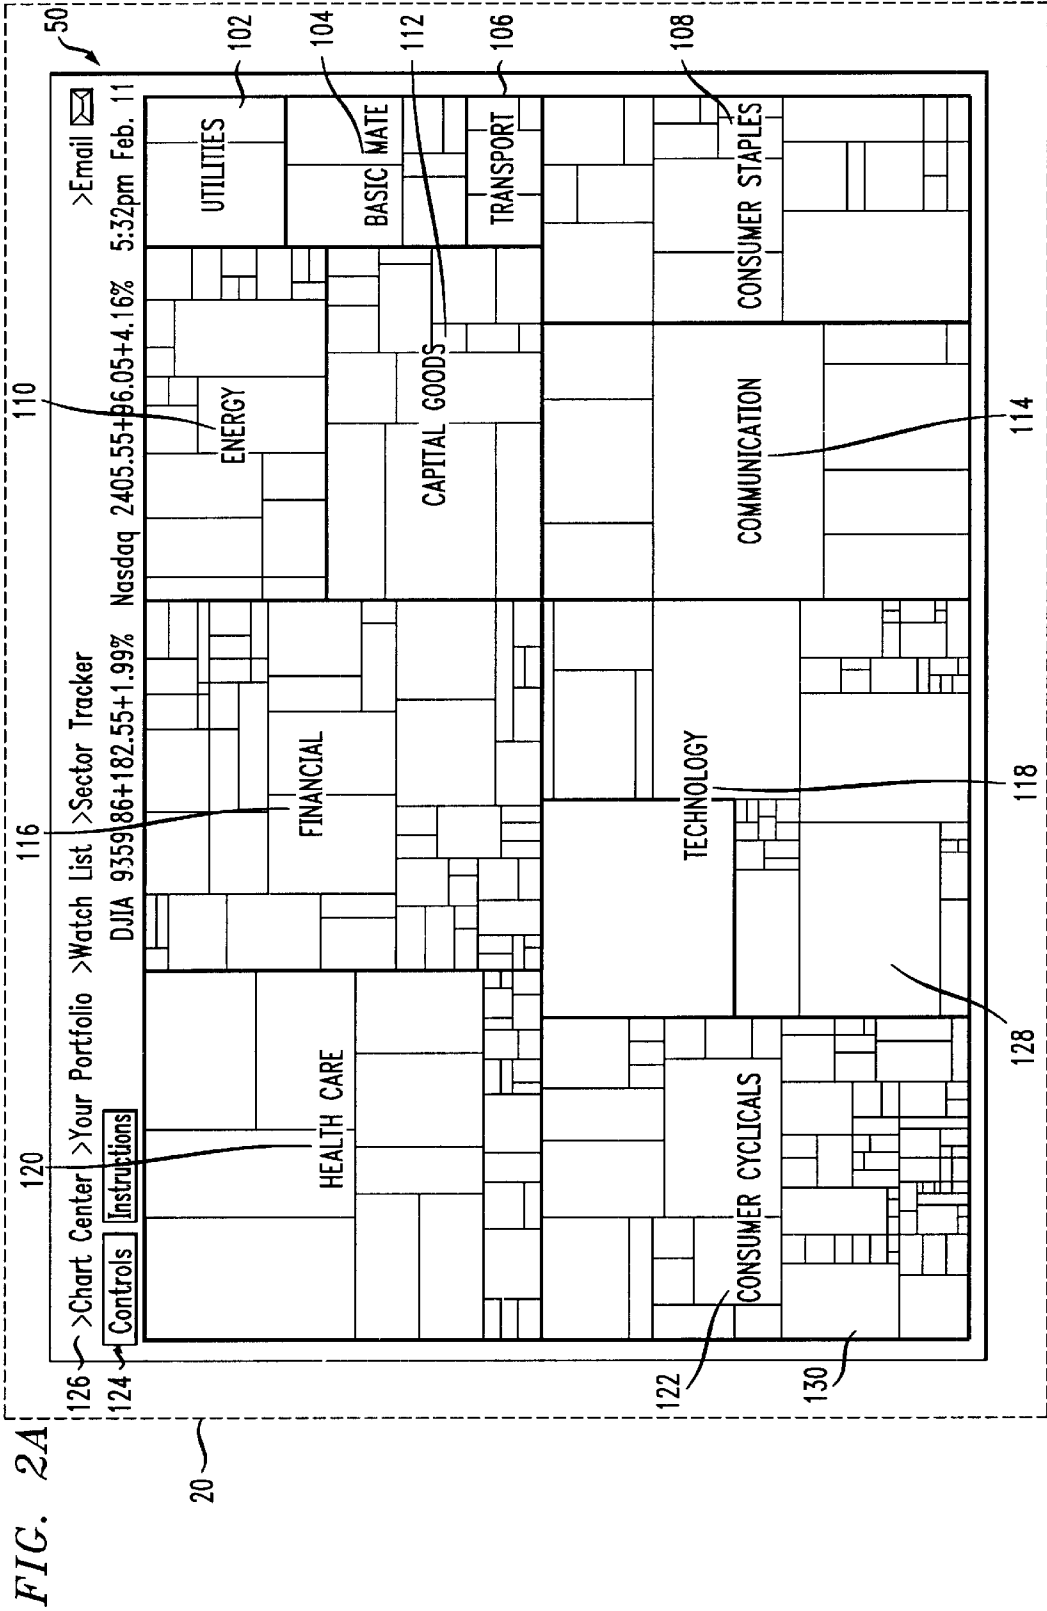 FIG. 2A
20
50
126
>Chart Center >Your Portfolio >Watch List >Sector Tracker >Email
124
Controls Instructions DJIA 9359.86+182.55+1.99% Nasdaq 2405.55+96.05+4.16% 5:32pm Feb. 11
120
116
110
102
104
112
106
108
HEALTH CARE
FINANCIAL
ENERGY
UTILITIES
CAPITAL GOODS
BASIC MATE
TRANSPORT
CONSUMER CYCLICALS
TECHNOLOGY
COMMUNICATION
CONSUMER STAPLES
122
130
128
118
114